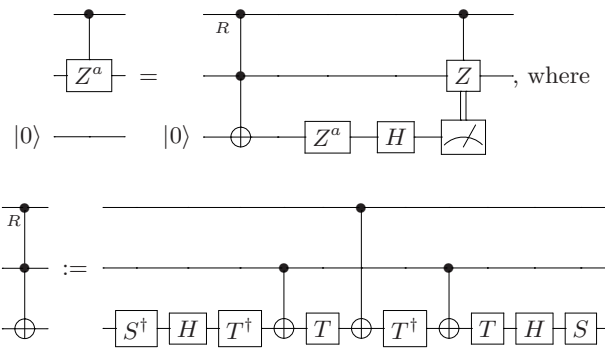 R
Z^a = Z , where
|0⟩ |0⟩ Z^a H
R
:=
S† H T† T T† T H S